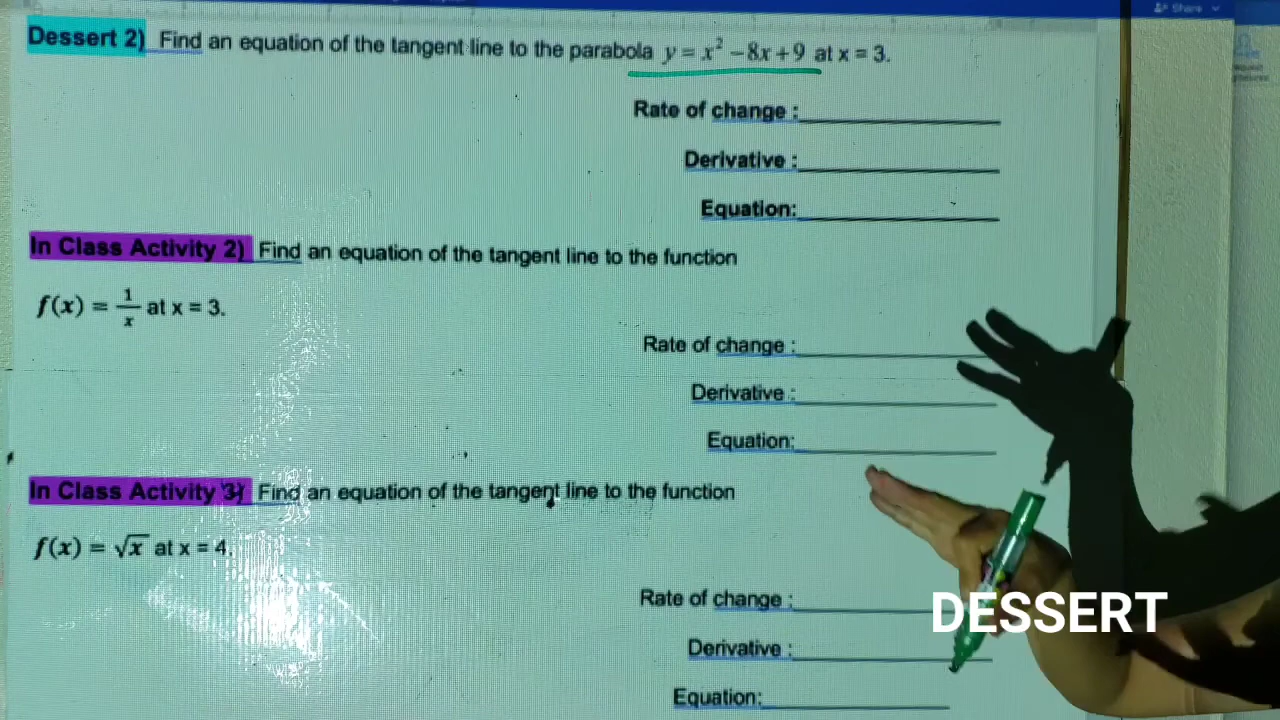 Share
Dessert 2) Find an equation of the tangent line to the parabola y = x² − 8x + 9 at x = 3.
Rate of change :
Derivative :
Equation:
In Class Activity 2) Find an equation of the tangent line to the function
f(x) = 1/x at x = 3.
Rate of change :
Derivative :
Equation:
In Class Activity 3) Find an equation of the tangent line to the function
f(x) = √x at x = 4.
Rate of change :
DESSERT
Derivative :
Equation: